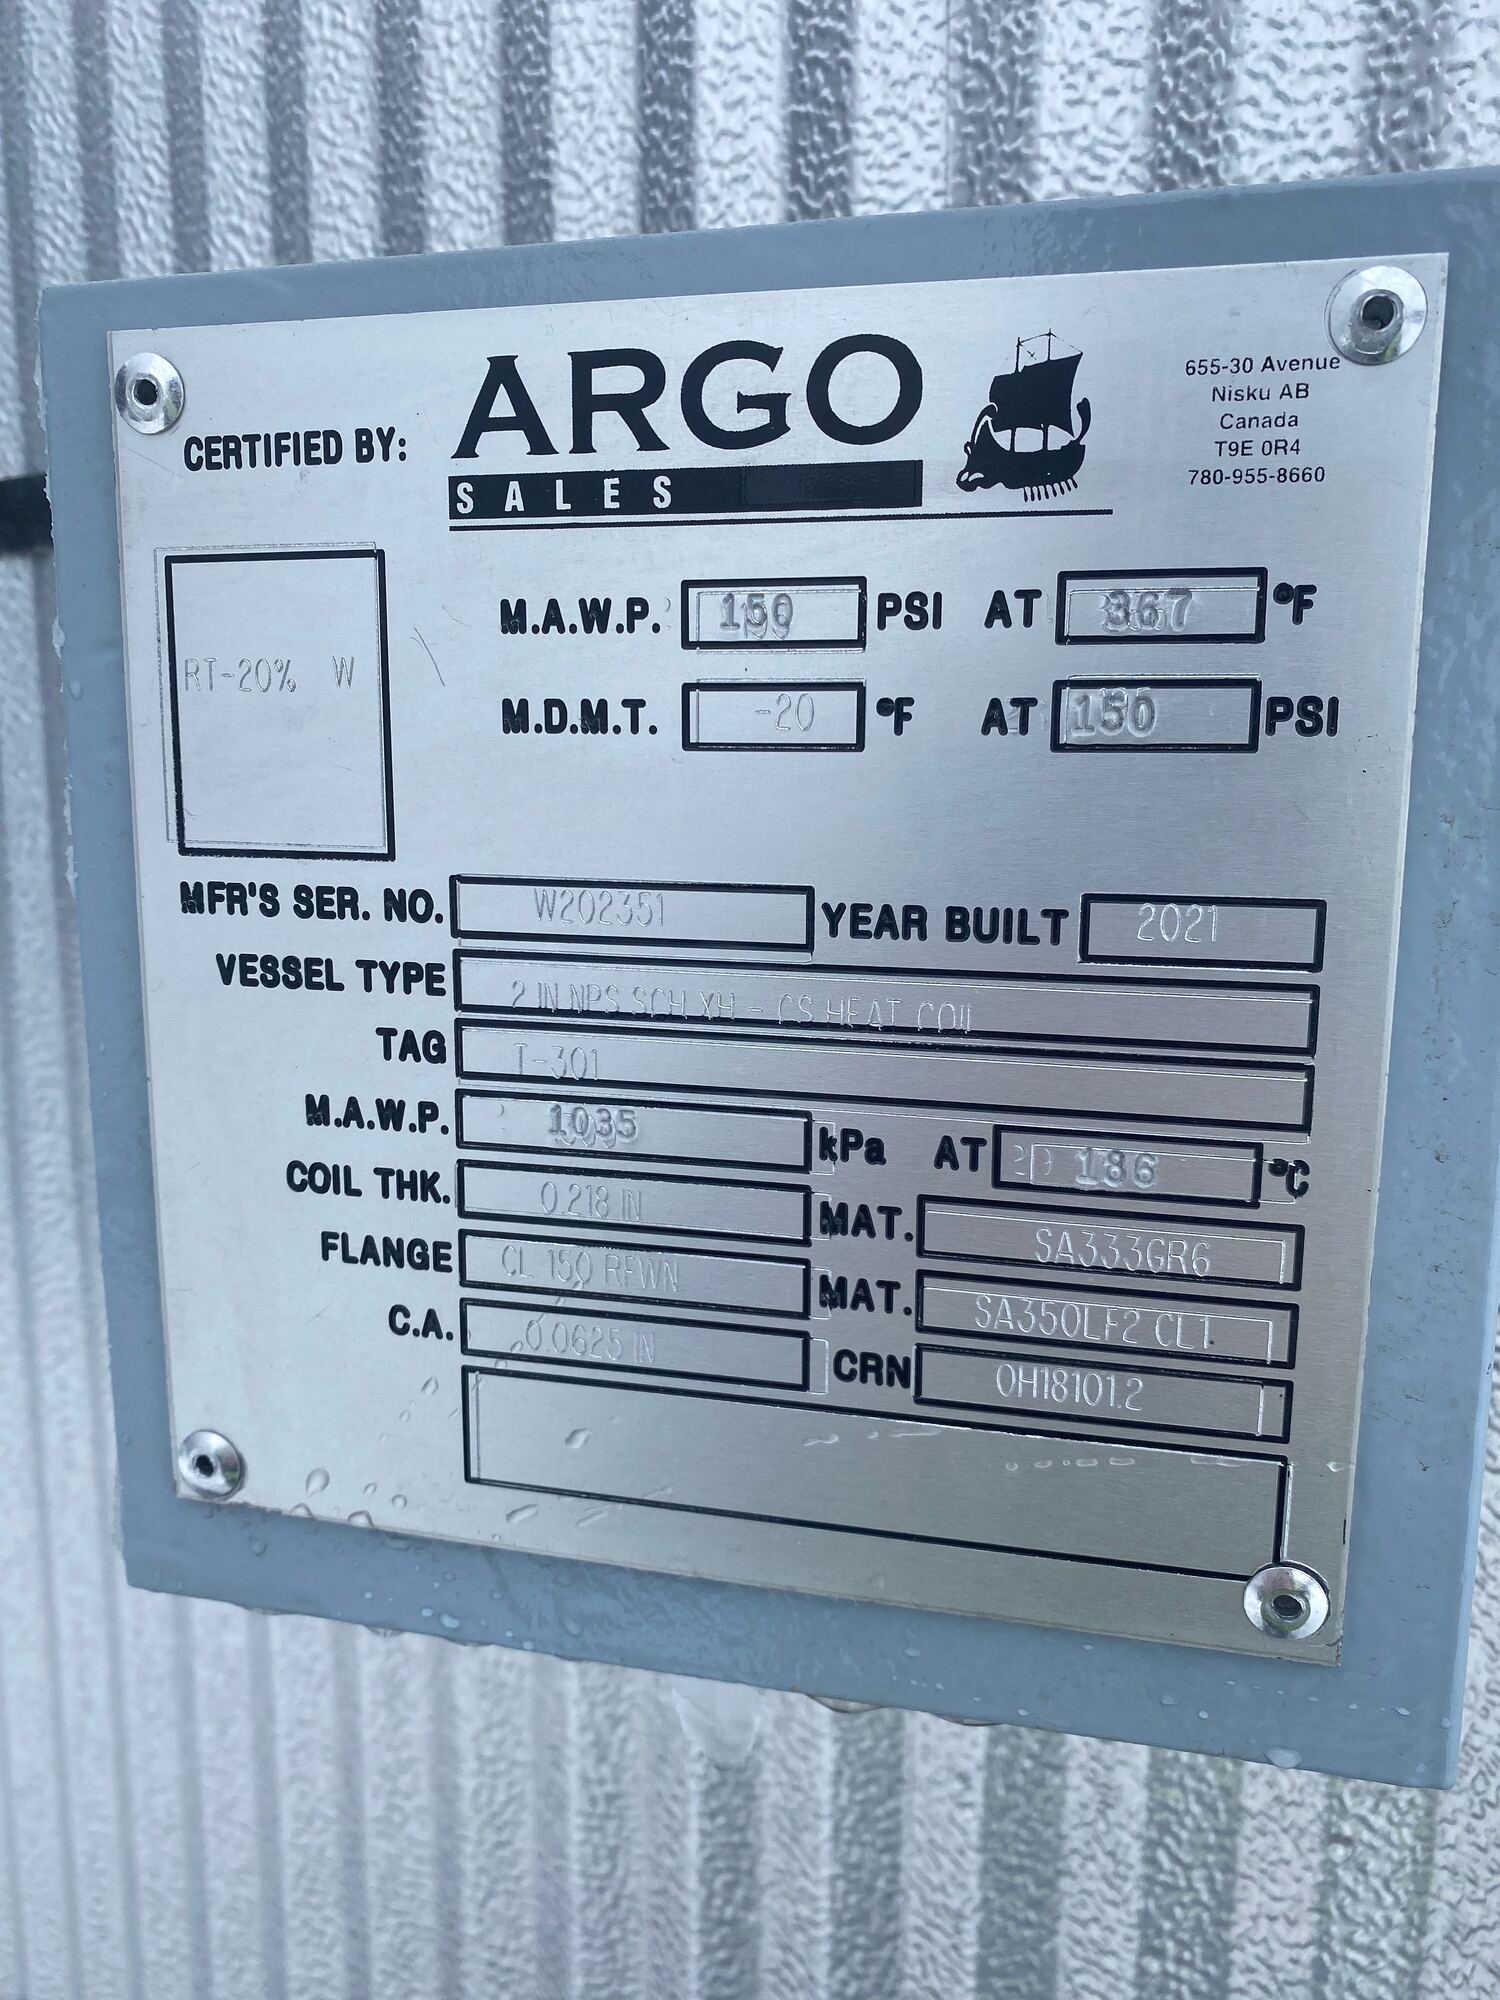 CERTIFIED BY: ARGO
SALES
655-30 Avenue
Nisku AB
Canada
T9E 0R4
780-955-8660
M.A.W.P. 150 PSI AT 367 °F
RT-20% W
M.D.M.T. -20 °F AT 150 PSI
MFR'S SER. NO. W202351 YEAR BUILT 2021
VESSEL TYPE 2 IN NPS SCH XH - CS HEAT COIL
TAG T-301
M.A.W.P. 1035 kPa AT 186 °C
COIL THK. 0.218 IN MAT. SA333GR6
FLANGE CL 150 RFWN MAT. SA350LF2 CL1
C.A. 0.0625 IN CRN 0H18101.2